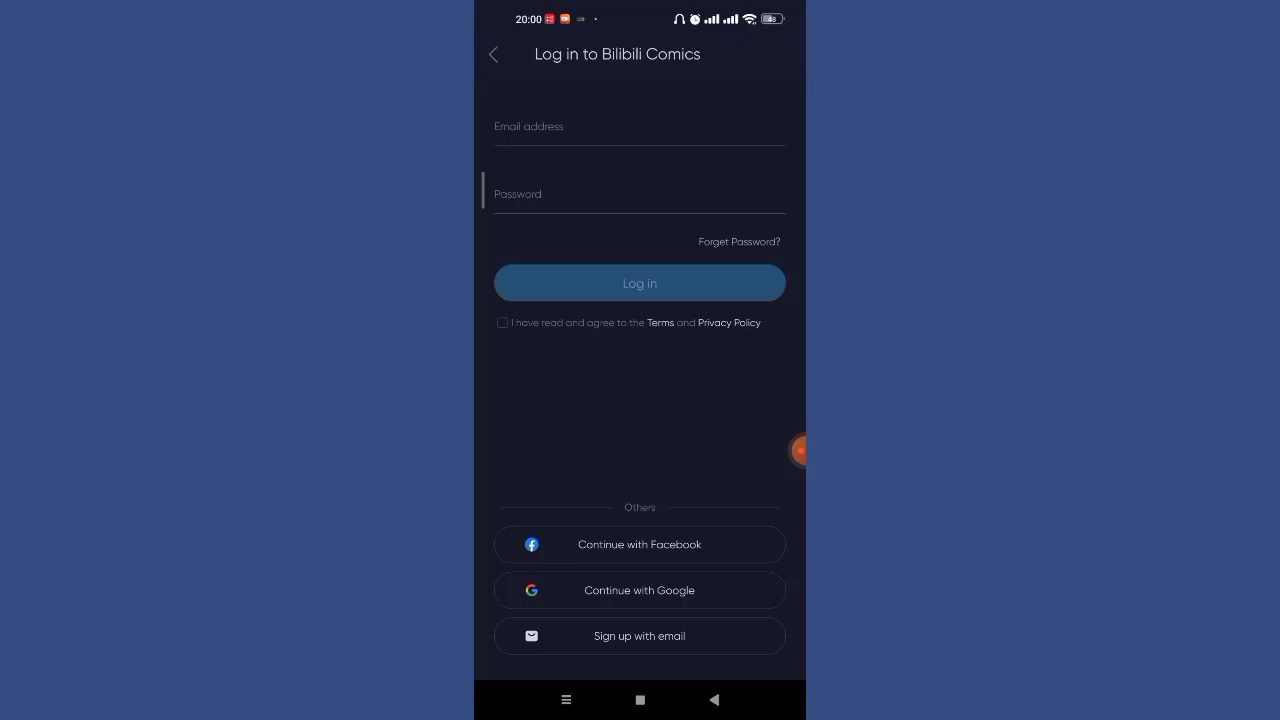 20:00 48
Log in to Bilibili Comics
Email address
Password
Forget Password?
Log in
I have read and agree to the Terms and Privacy Policy
Others
Continue with Facebook
Continue with Google
Sign up with email